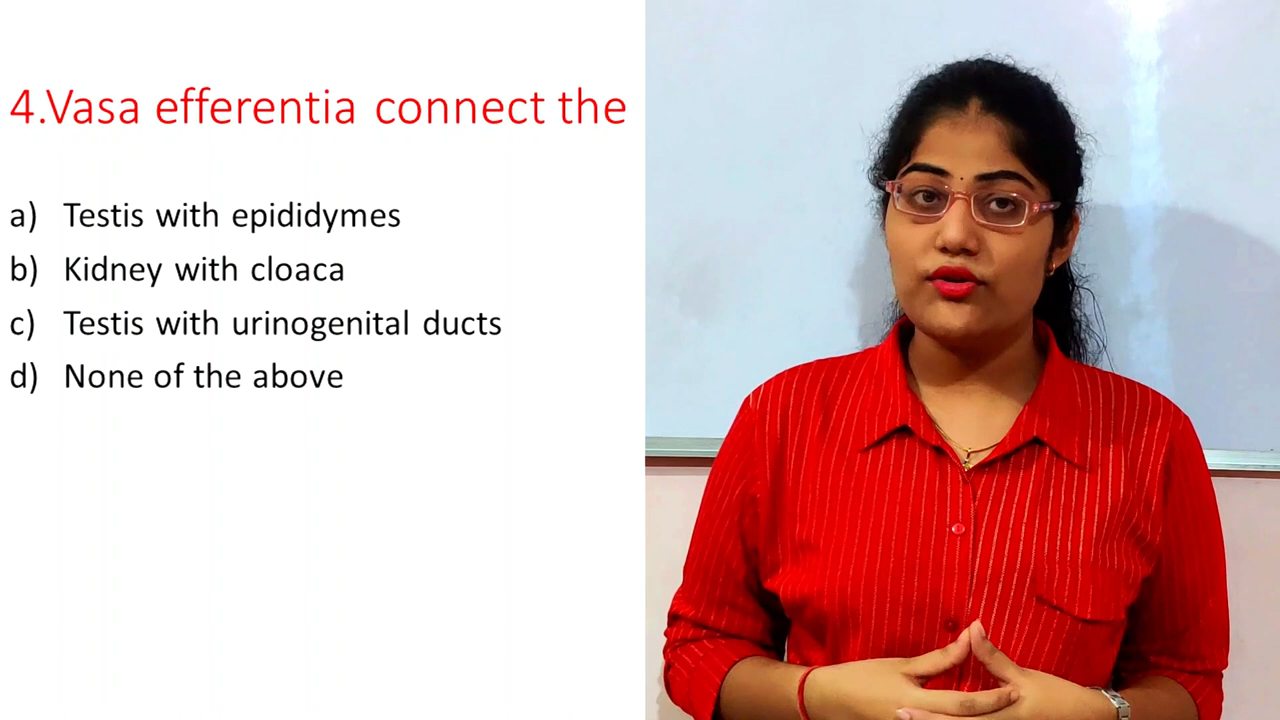 4.Vasa efferentia connect the
a) Testis with epididymes
b) Kidney with cloaca
c) Testis with urinogenital ducts
d) None of the above